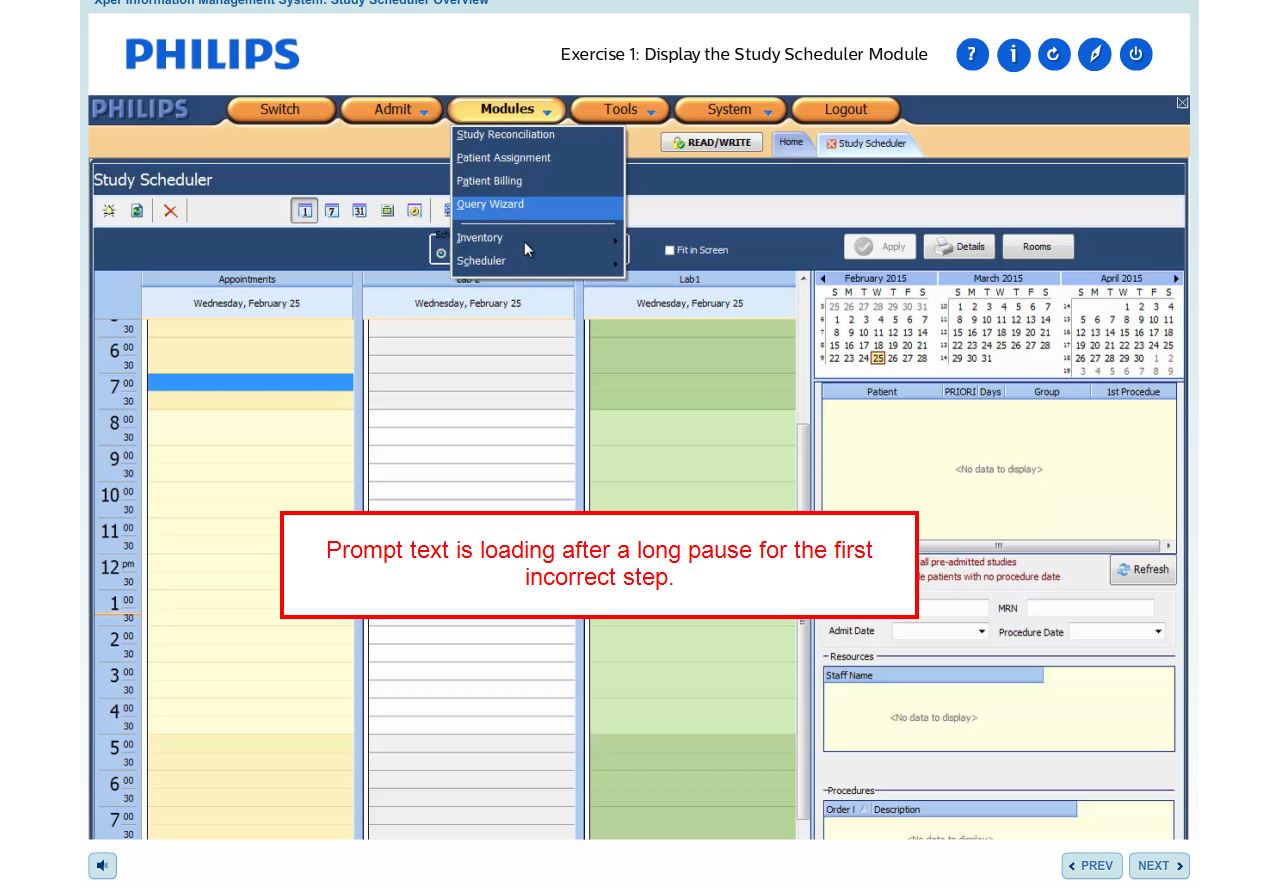 Xper Information Management System: Study Scheduler Overview
PHILIPS
Exercise 1: Display the Study Scheduler Module
PHILIPS
Switch
Admit
Modules
Tools
System
Logout
Study Reconciliation
Patient Assignment
Patient Billing
Query Wizard
Inventory
Scheduler
READ/WRITE
Home
Study Scheduler
Study Scheduler
1
7
31
Fit in Screen
Apply
Details
Rooms
Appointments
Lab 2
Lab1
Wednesday, February 25
Wednesday, February 25
Wednesday, February 25
30
6 00
30
7 00
30
8 00
30
9 00
30
10 00
30
11 00
30
12 pm
30
1 00
30
2 00
30
3 00
30
4 00
30
5 00
30
6 00
30
7 00
30
February 2015
S M T W T F S
5 25 26 27 28 29 30 31
6 1 2 3 4 5 6 7
7 8 9 10 11 12 13 14
8 15 16 17 18 19 20 21
9 22 23 24 25 26 27 28
March 2015
S M T W T F S
10 1 2 3 4 5 6 7
11 8 9 10 11 12 13 14
12 15 16 17 18 19 20 21
13 22 23 24 25 26 27 28
14 29 30 31
April 2015
S M T W T F S
14 1 2 3 4
15 5 6 7 8 9 10 11
16 12 13 14 15 16 17 18
17 19 20 21 22 23 24 25
18 26 27 28 29 30 1 2
19 3 4 5 6 7 8 9
Patient PRIORI Days Group 1st Procedue
<No data to display>
Prompt text is loading after a long pause for the first
incorrect step.
all pre-admitted studies
patients with no procedure date
Refresh
MRN
Admit Date
Procedure Date
Resources
Staff Name
<No data to display>
Procedures
Order I Description
<No data to display>
PREV
NEXT